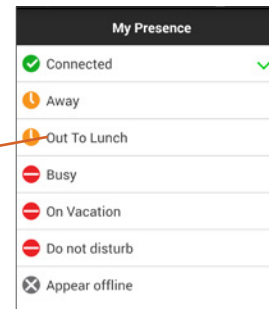 My Presence
Connected
Away
Out To Lunch
Busy
On Vacation
Do not disturb
Appear offline